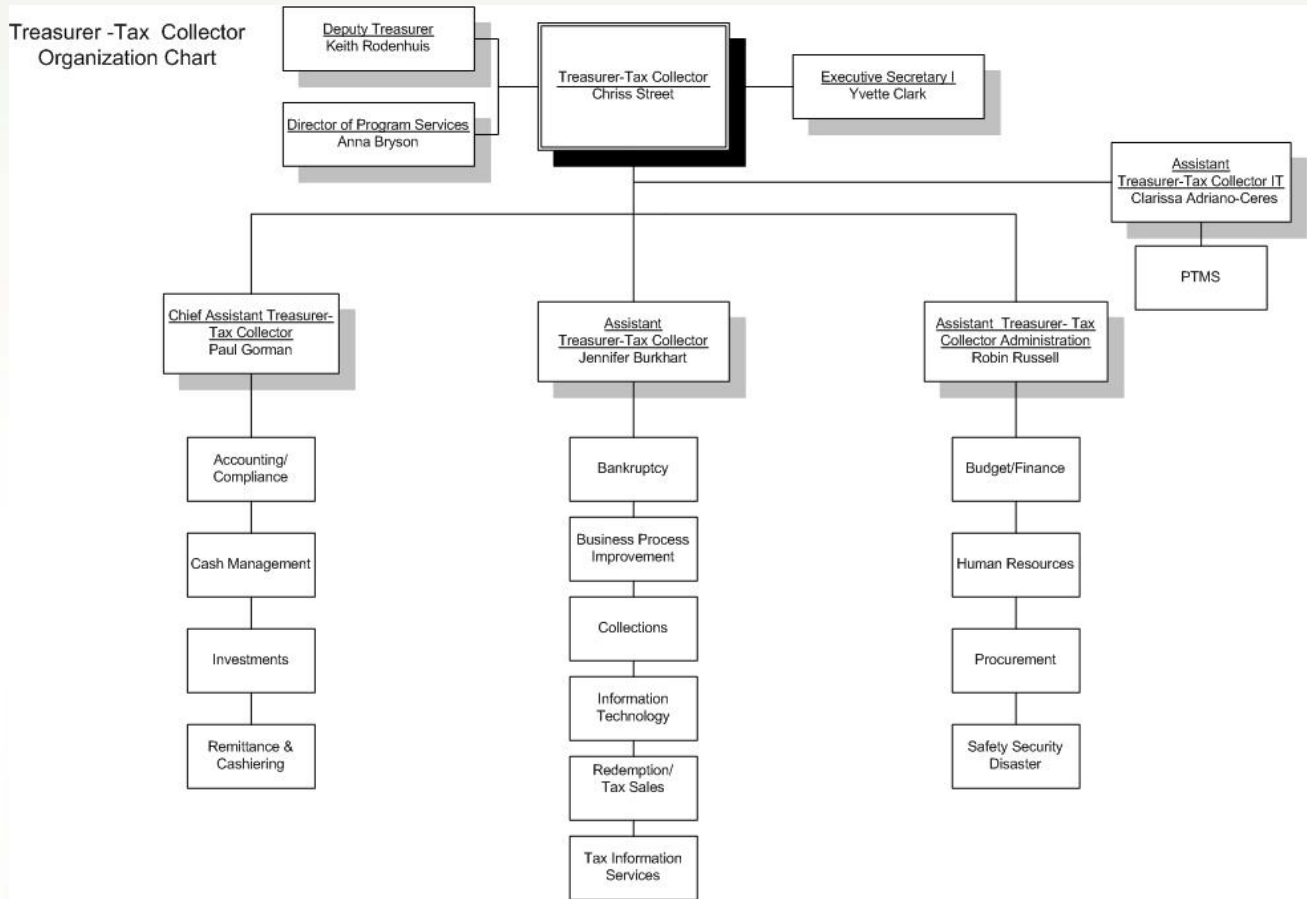 Treasurer -Tax Collector
Organization Chart
Deputy Treasurer
Keith Rodenhuis
Director of Program Services
Anna Bryson
Treasurer-Tax Collector
Chriss Street
Executive Secretary I
Yvette Clark
Assistant
Treasurer-Tax Collector IT
Clarissa Adriano-Ceres
PTMS
Chief Assistant Treasurer-
Tax Collector
Paul Gorman
Accounting/
Compliance
Cash Management
Investments
Remittance &
Cashiering
Assistant
Treasurer-Tax Collector
Jennifer Burkhart
Bankruptcy
Business Process
Improvement
Collections
Information
Technology
Redemption/
Tax Sales
Tax Information
Services
Assistant Treasurer- Tax
Collector Administration
Robin Russell
Budget/Finance
Human Resources
Procurement
Safety Security
Disaster